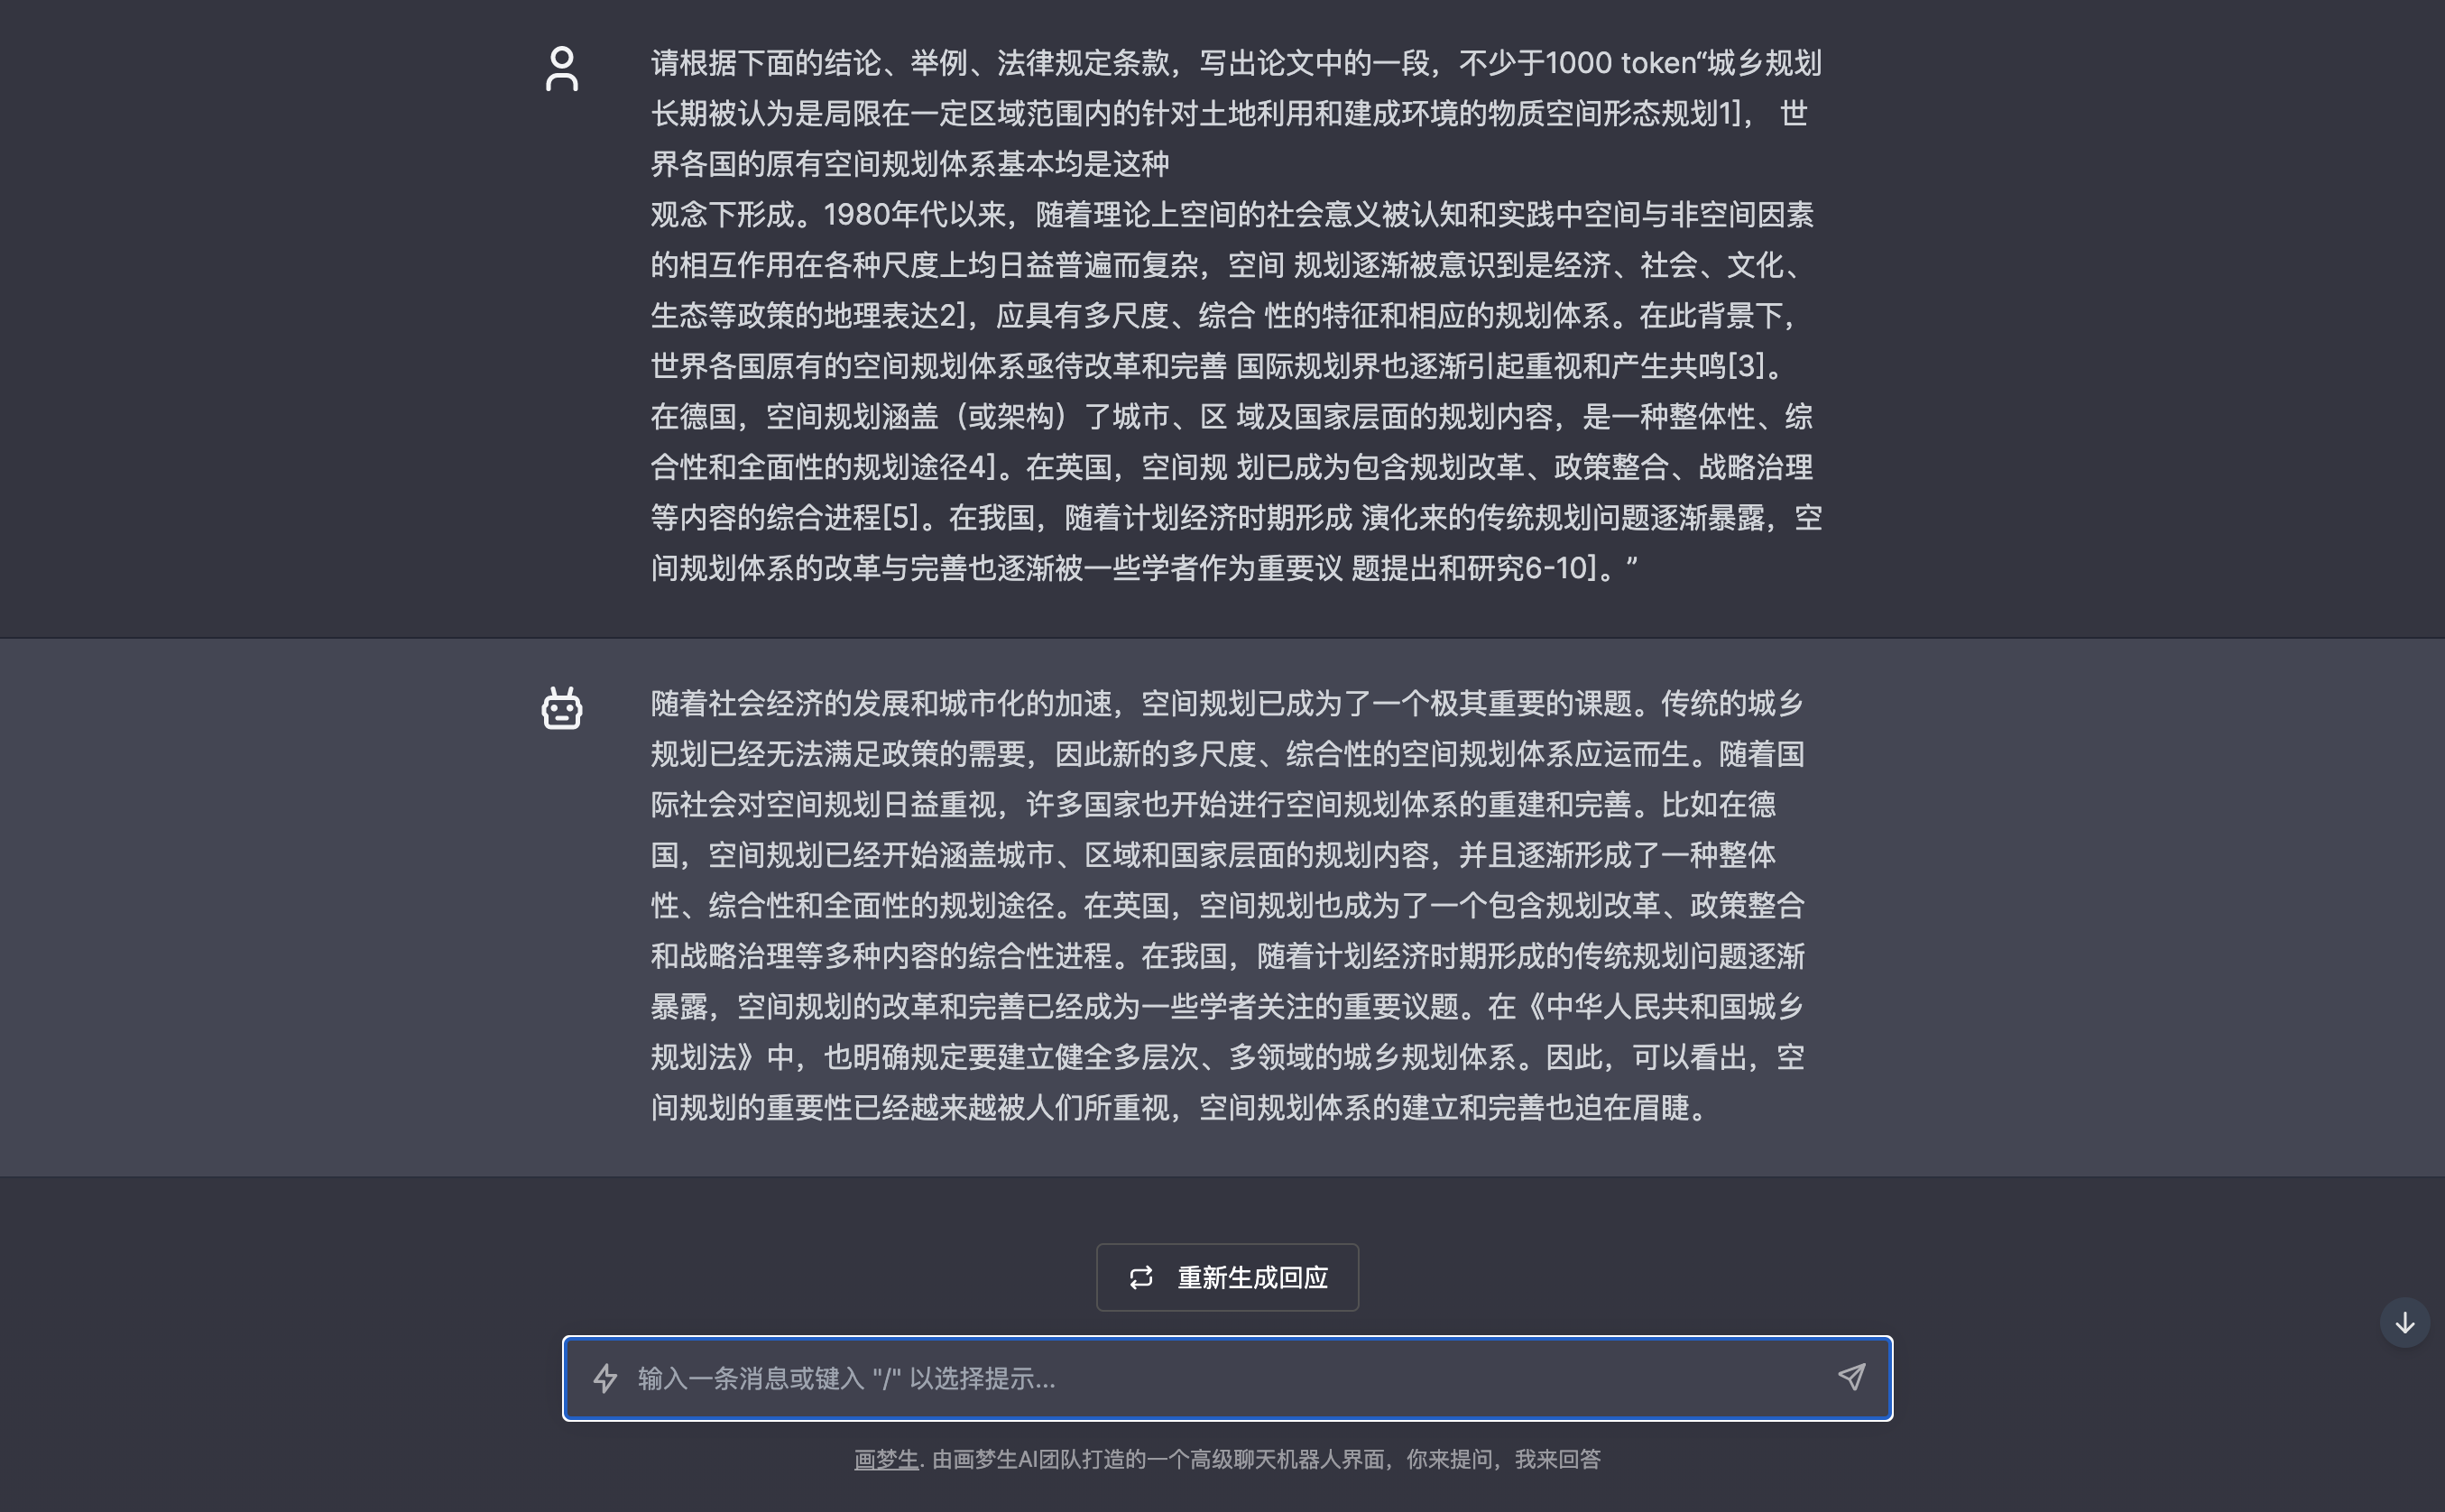 请根据下面的结论、举例、法律规定条款，写出论文中的一段，不少于1000 token“城乡规划
长期被认为是局限在一定区域范围内的针对土地利用和建成环境的物质空间形态规划1]， 世
界各国的原有空间规划体系基本均是这种
观念下形成。1980年代以来，随着理论上空间的社会意义被认知和实践中空间与非空间因素
的相互作用在各种尺度上均日益普遍而复杂，空间 规划逐渐被意识到是经济、社会、文化、
生态等政策的地理表达2]，应具有多尺度、综合 性的特征和相应的规划体系。在此背景下，
世界各国原有的空间规划体系亟待改革和完善 国际规划界也逐渐引起重视和产生共鸣[3]。
在德国，空间规划涵盖（或架构）了城市、区 域及国家层面的规划内容，是一种整体性、综
合性和全面性的规划途径4]。在英国，空间规 划已成为包含规划改革、政策整合、战略治理
等内容的综合进程[5]。在我国，随着计划经济时期形成 演化来的传统规划问题逐渐暴露，空
间规划体系的改革与完善也逐渐被一些学者作为重要议 题提出和研究6-10]。”
随着社会经济的发展和城市化的加速，空间规划已成为了一个极其重要的课题。传统的城乡
规划已经无法满足政策的需要，因此新的多尺度、综合性的空间规划体系应运而生。随着国
际社会对空间规划日益重视，许多国家也开始进行空间规划体系的重建和完善。比如在德
国，空间规划已经开始涵盖城市、区域和国家层面的规划内容，并且逐渐形成了一种整体
性、综合性和全面性的规划途径。在英国，空间规划也成为了一个包含规划改革、政策整合
和战略治理等多种内容的综合性进程。在我国，随着计划经济时期形成的传统规划问题逐渐
暴露，空间规划的改革和完善已经成为一些学者关注的重要议题。在《中华人民共和国城乡
规划法》中，也明确规定要建立健全多层次、多领域的城乡规划体系。因此，可以看出，空
间规划的重要性已经越来越被人们所重视，空间规划体系的建立和完善也迫在眉睫。
重新生成回应
输入一条消息或键入 "/" 以选择提示...
画梦生. 由画梦生AI团队打造的一个高级聊天机器人界面，你来提问，我来回答